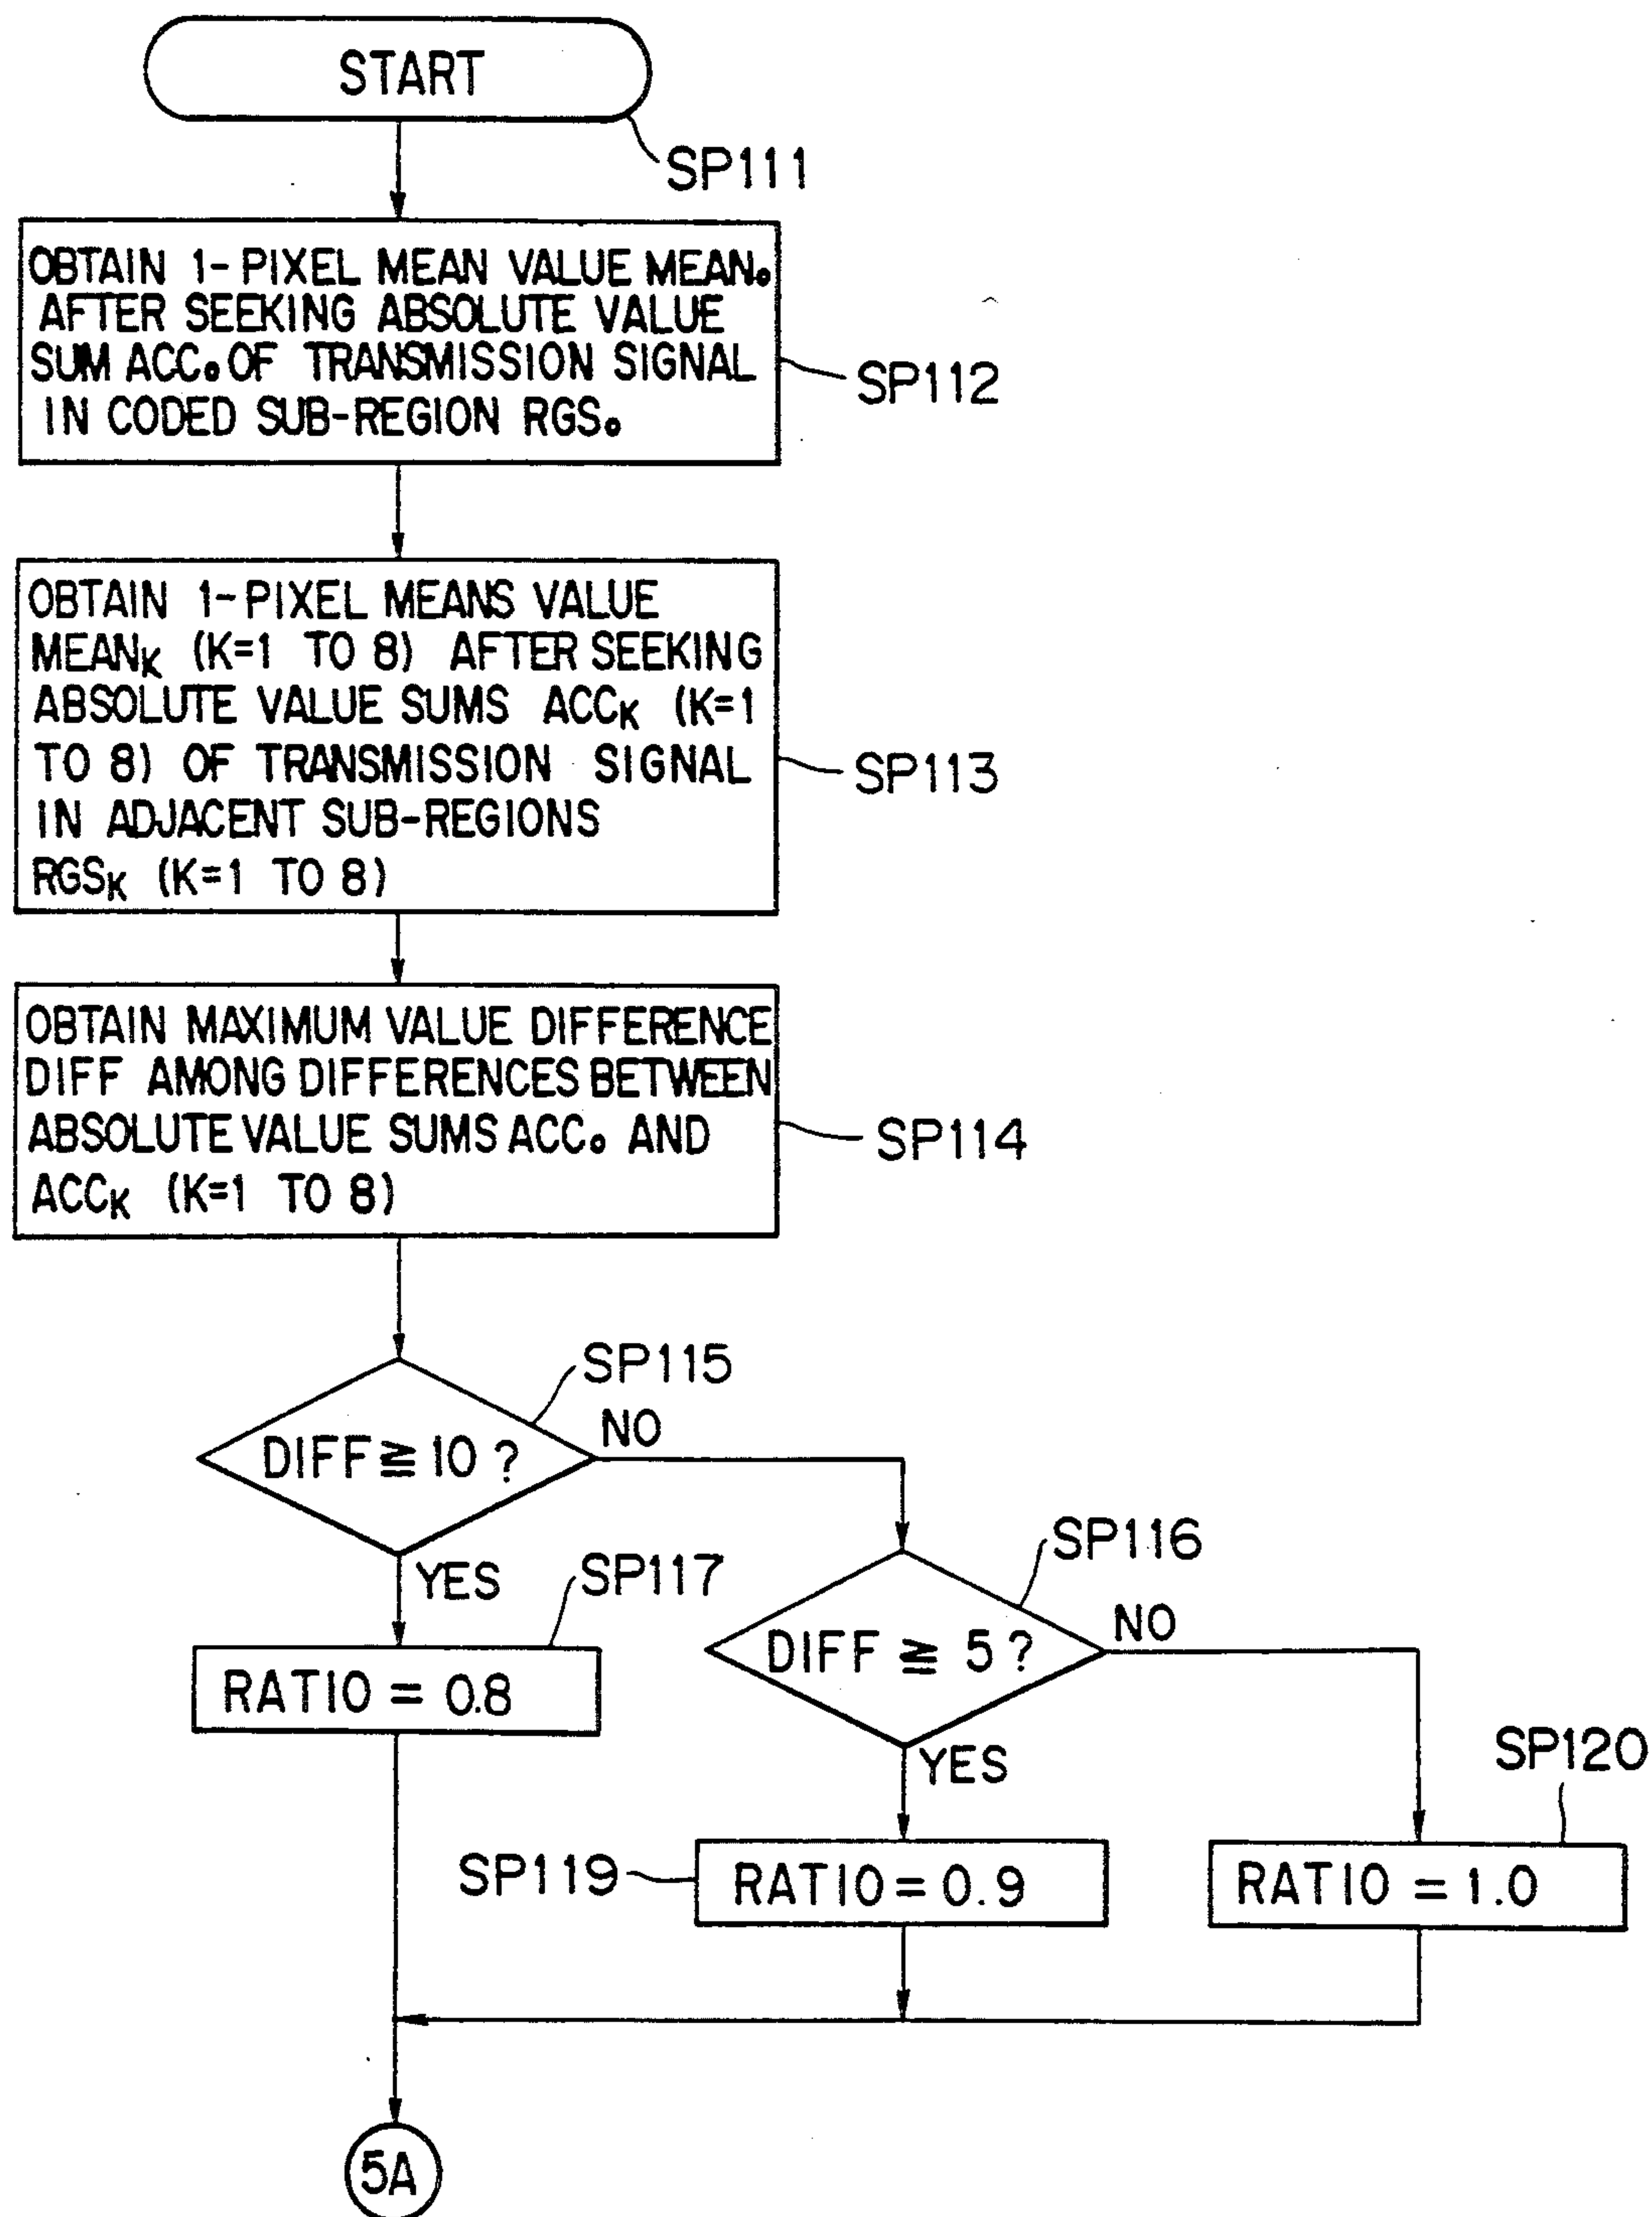 START
SP111
OBTAIN 1-PIXEL MEAN VALUE MEAN₀
AFTER SEEKING ABSOLUTE VALUE
SUM ACC₀ OF TRANSMISSION SIGNAL
IN CODED SUB-REGION RGS₀
SP112
OBTAIN 1-PIXEL MEANS VALUE
MEANₖ (K=1 TO 8) AFTER SEEKING
ABSOLUTE VALUE SUMS ACCₖ (K=1
TO 8) OF TRANSMISSION SIGNAL
IN ADJACENT SUB-REGIONS
RGSₖ (K=1 TO 8)
SP113
OBTAIN MAXIMUM VALUE DIFFERENCE
DIFF AMONG DIFFERENCES BETWEEN
ABSOLUTE VALUE SUMS ACC₀ AND
ACCₖ (K=1 TO 8)
SP114
SP115
DIFF ≧ 10 ?
NO
YES
SP116
DIFF ≧ 5 ?
NO
YES
SP117
RATIO = 0.8
SP119
RATIO = 0.9
SP120
RATIO = 1.0
5A